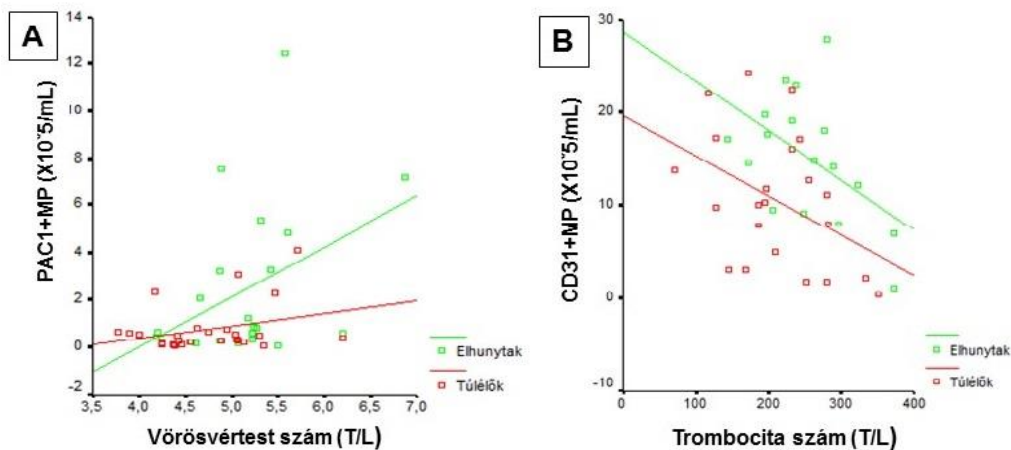 A
PAC1+MP (X10˜5/mL)
14
12
10
8
6
4
2
0
-2
3,5 4,0 4,5 5,0 5,5 6,0 6,5 7,0
Vörösvértest szám (T/L)
Elhunytak
Túlélők
B
CD31+MP (X10˜5/mL)
30
20
10
0
-10
0 100 200 300 400
Trombocita szám (T/L)
Elhunytak
Túlélők